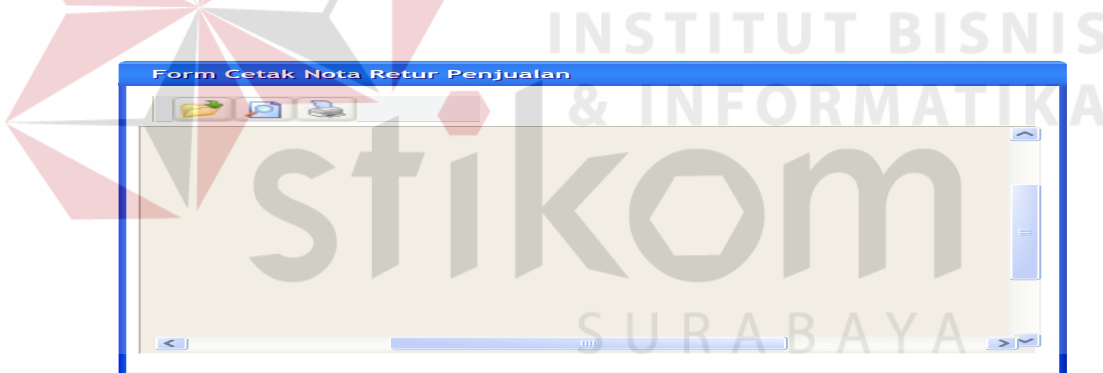 INSTITUT BISNIS
Form Cetak Nota Retur Penjualan
& INFORMATIKA
stikom
SURABAYA